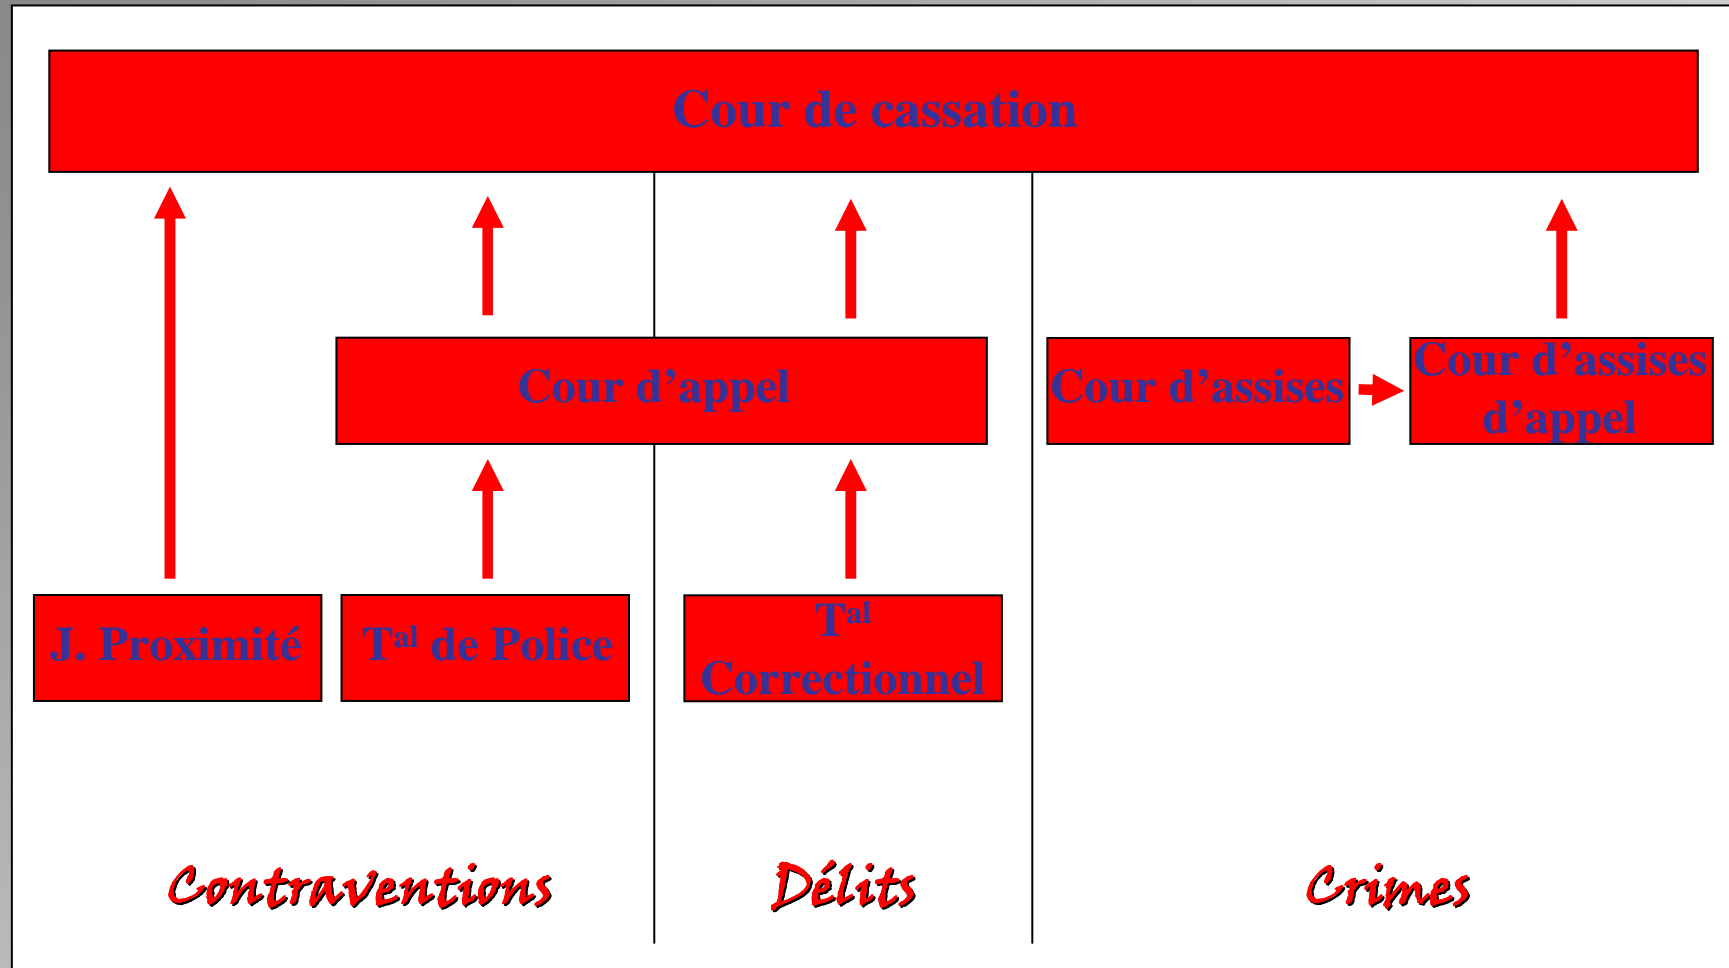 Cour de cassation
Cour d’appel
Cour d’assises
Cour d’assises
d’appel
J. Proximité
Tal de Police
Tal
Correctionnel
Contraventions
Délits
Crimes